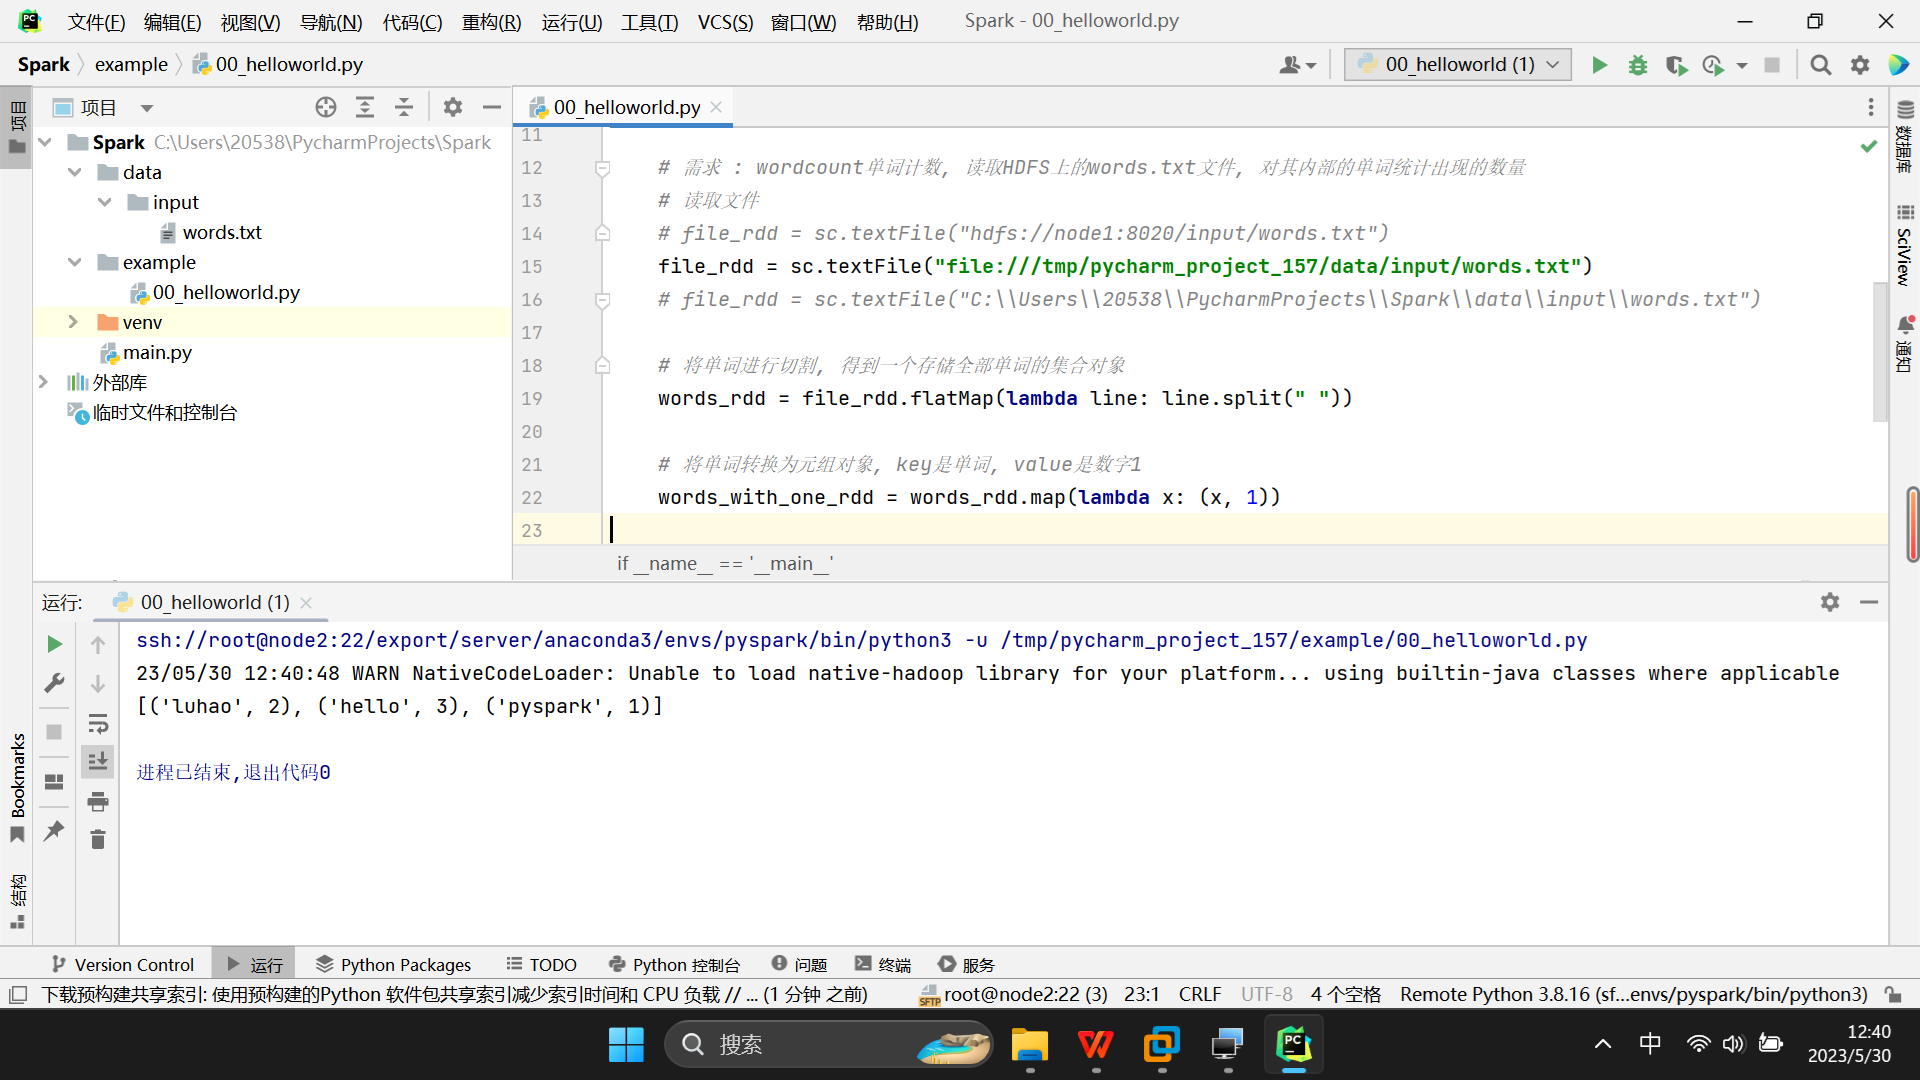 文件(F) 编辑(E) 视图(V) 导航(N) 代码(C) 重构(R) 运行(U) 工具(T) VCS(S) 窗口(W) 帮助(H) Spark - 00_helloworld.py
Spark example 00_helloworld.py 00_helloworld (1)
项目
00_helloworld.py
Spark C:\Users\20538\PycharmProjects\Spark
data
input
words.txt
example
00_helloworld.py
venv
main.py
外部库
临时文件和控制台
项目
Bookmarks
结构
11
12 # 需求 : wordcount单词计数, 读取HDFS上的words.txt文件, 对其内部的单词统计出现的数量
13 # 读取文件
14 # file_rdd = sc.textFile("hdfs://node1:8020/input/words.txt")
15 file_rdd = sc.textFile("file:///tmp/pycharm_project_157/data/input/words.txt")
16 # file_rdd = sc.textFile("C:\\Users\\20538\\PycharmProjects\\Spark\\data\\input\\words.txt")
17
18 # 将单词进行切割, 得到一个存储全部单词的集合对象
19 words_rdd = file_rdd.flatMap(lambda line: line.split(" "))
20
21 # 将单词转换为元组对象, key是单词, value是数字1
22 words_with_one_rdd = words_rdd.map(lambda x: (x, 1))
23
if __name__ == '__main__'
数据库
SciView
通知
运行: 00_helloworld (1)
ssh://root@node2:22/export/server/anaconda3/envs/pyspark/bin/python3 -u /tmp/pycharm_project_157/example/00_helloworld.py
23/05/30 12:40:48 WARN NativeCodeLoader: Unable to load native-hadoop library for your platform... using builtin-java classes where applicable
[('luhao', 2), ('hello', 3), ('pyspark', 1)]
进程已结束,退出代码0
Version Control 运行 Python Packages TODO Python 控制台 问题 终端 服务
下载预构建共享索引: 使用预构建的Python 软件包共享索引减少索引时间和 CPU 负载 // ... (1 分钟 之前) SFTP root@node2:22 (3) 23:1 CRLF UTF-8 4 个空格 Remote Python 3.8.16 (sf...envs/pyspark/bin/python3)
搜索
中
12:40
2023/5/30